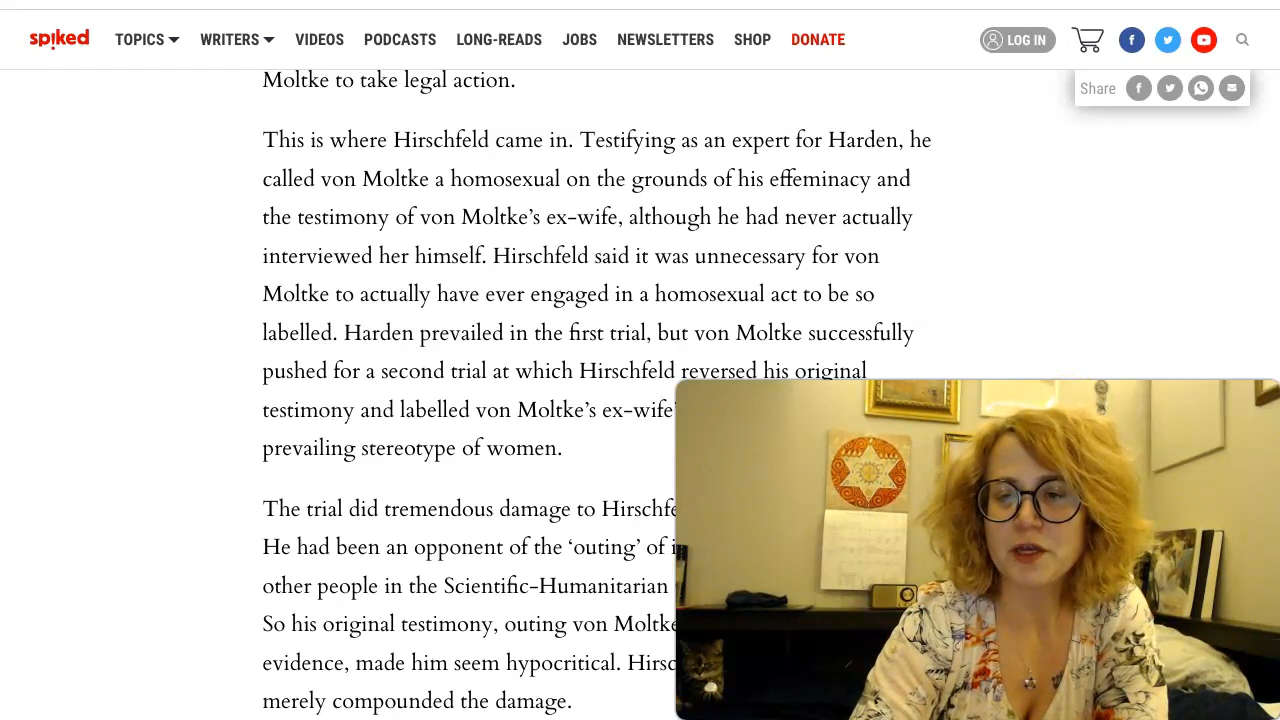 spiked TOPICS WRITERS VIDEOS PODCASTS LONG-READS JOBS NEWSLETTERS SHOP DONATE LOG IN
Share
Moltke to take legal action.
This is where Hirschfeld came in. Testifying as an expert for Harden, he
called von Moltke a homosexual on the grounds of his effeminacy and
the testimony of von Moltke’s ex-wife, although he had never actually
interviewed her himself. Hirschfeld said it was unnecessary for von
Moltke to actually have ever engaged in a homosexual act to be so
labelled. Harden prevailed in the first trial, but von Moltke successfully
pushed for a second trial at which Hirschfeld reversed his original
testimony and labelled von Moltke’s ex-wife
prevailing stereotype of women.
The trial did tremendous damage to Hirschfe
He had been an opponent of the ‘outing’ of i
other people in the Scientific-Humanitarian
So his original testimony, outing von Moltke
evidence, made him seem hypocritical. Hirsc
merely compounded the damage.